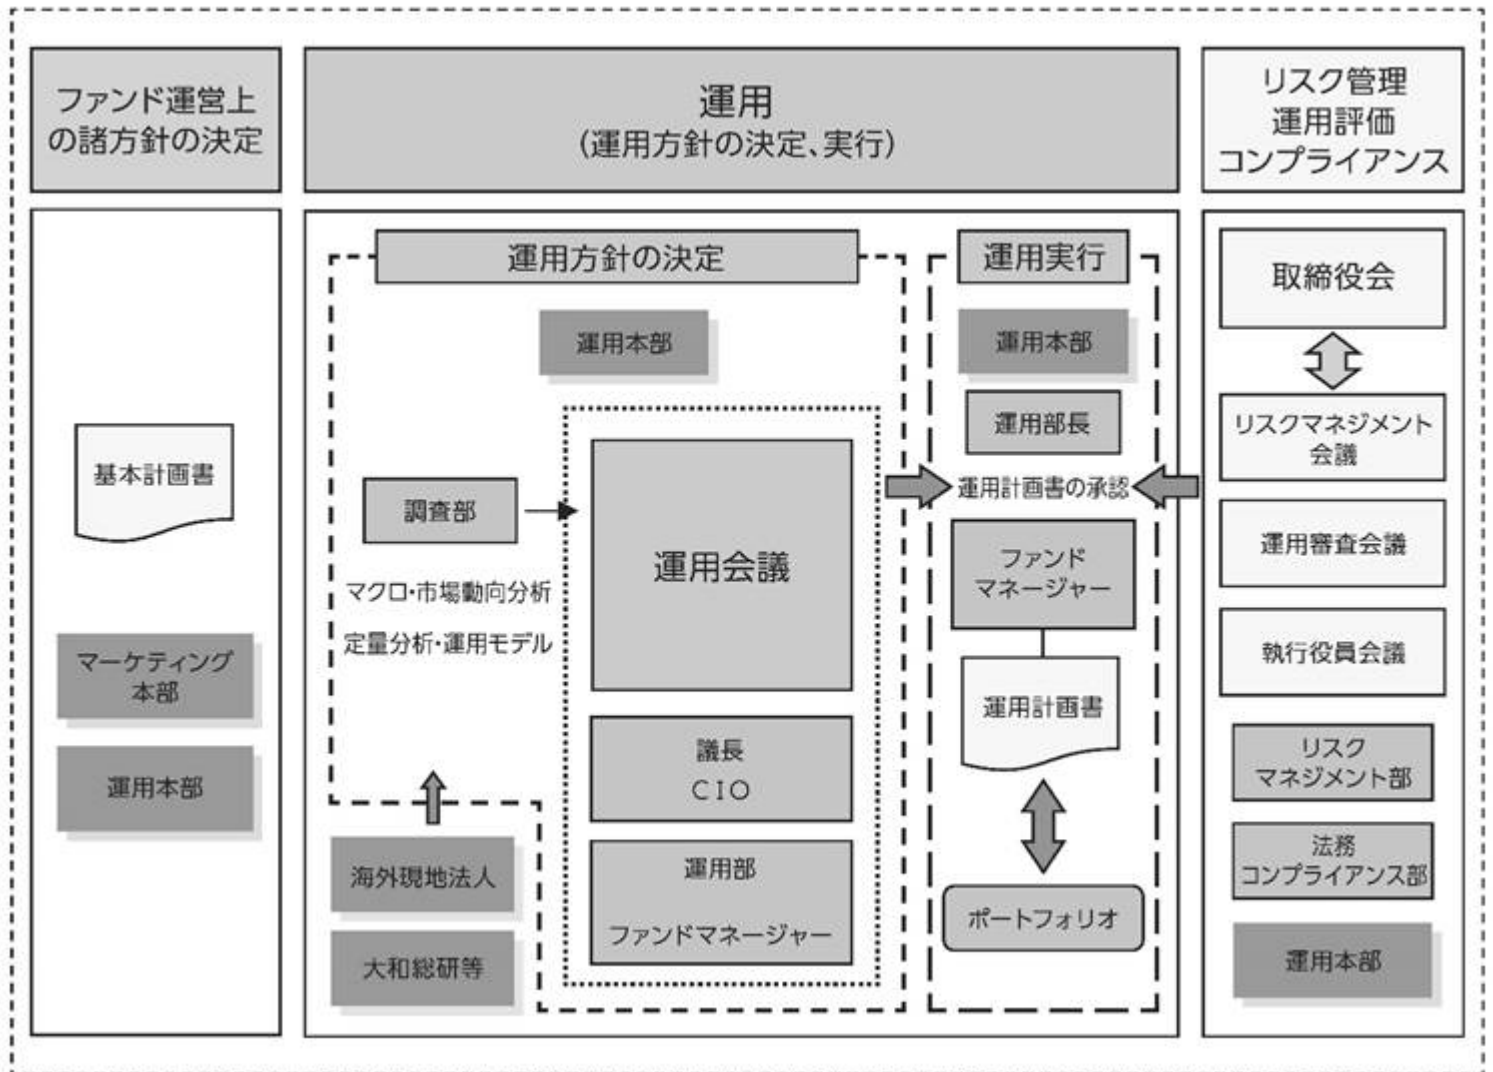 ファンド運営上
の諸方針の決定
運用
(運用方針の決定、実行)
リスク管理
運用評価
コンプライアンス
基本計画書
マーケティング
本部
運用本部
運用方針の決定
運用本部
調査部
マクロ・市場動向分析
定量分析・運用モデル
運用会議
議長
CIO
運用部
ファンドマネージャー
海外現地法人
大和総研等
運用実行
運用本部
運用部長
運用計画書の承認
ファンド
マネージャー
運用計画書
ポートフォリオ
取締役会
リスクマネジメント
会議
運用審査会議
執行役員会議
リスク
マネジメント部
法務
コンプライアンス部
運用本部